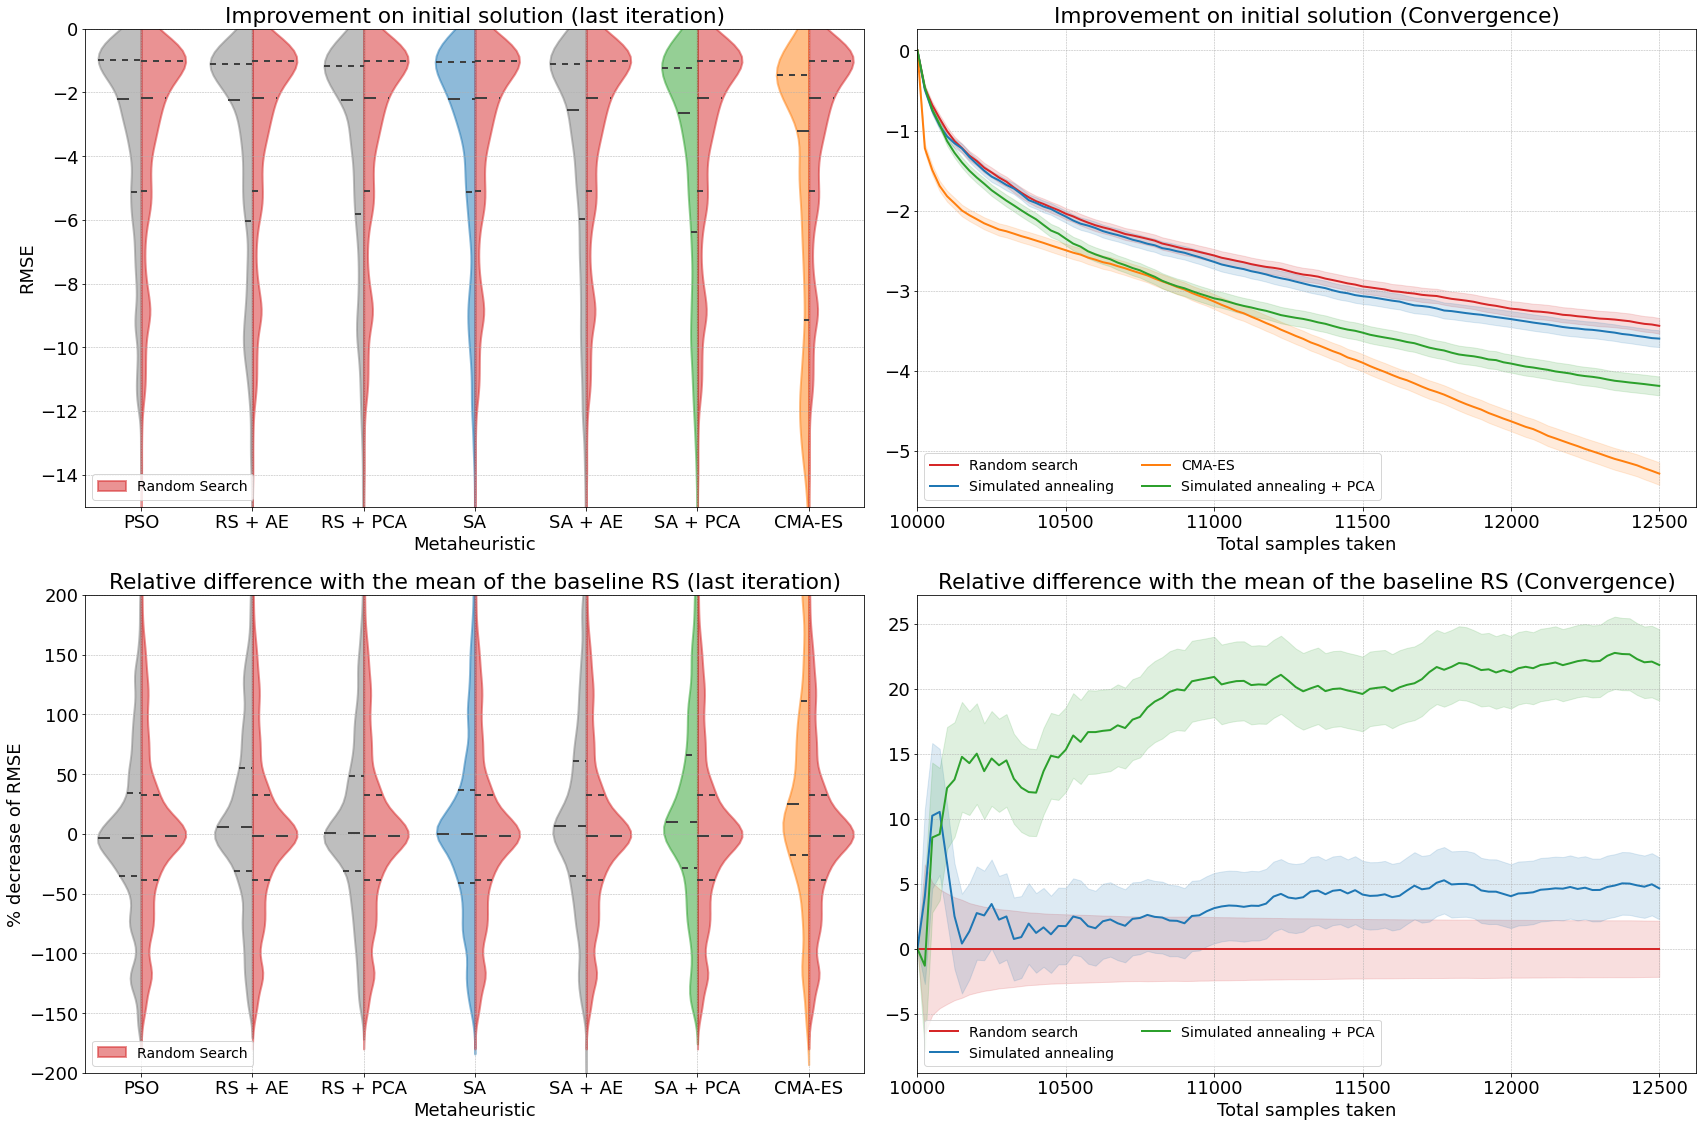 Improvement on initial solution (last iteration)
0
−2
−4
−6
−8
−10
−12
−14
RMSE
Random Search
PSO RS + AE RS + PCA SA SA + AE SA + PCA CMA-ES
Metaheuristic
Improvement on initial solution (Convergence)
0
−1
−2
−3
−4
−5
Random search
Simulated annealing
CMA-ES
Simulated annealing + PCA
10000 10500 11000 11500 12000 12500
Total samples taken
Relative difference with the mean of the baseline RS (last iteration)
200
150
100
50
0
−50
−100
−150
−200
% decrease of RMSE
Random Search
PSO RS + AE RS + PCA SA SA + AE SA + PCA CMA-ES
Metaheuristic
Relative difference with the mean of the baseline RS (Convergence)
25
20
15
10
5
0
−5
Random search
Simulated annealing
Simulated annealing + PCA
10000 10500 11000 11500 12000 12500
Total samples taken